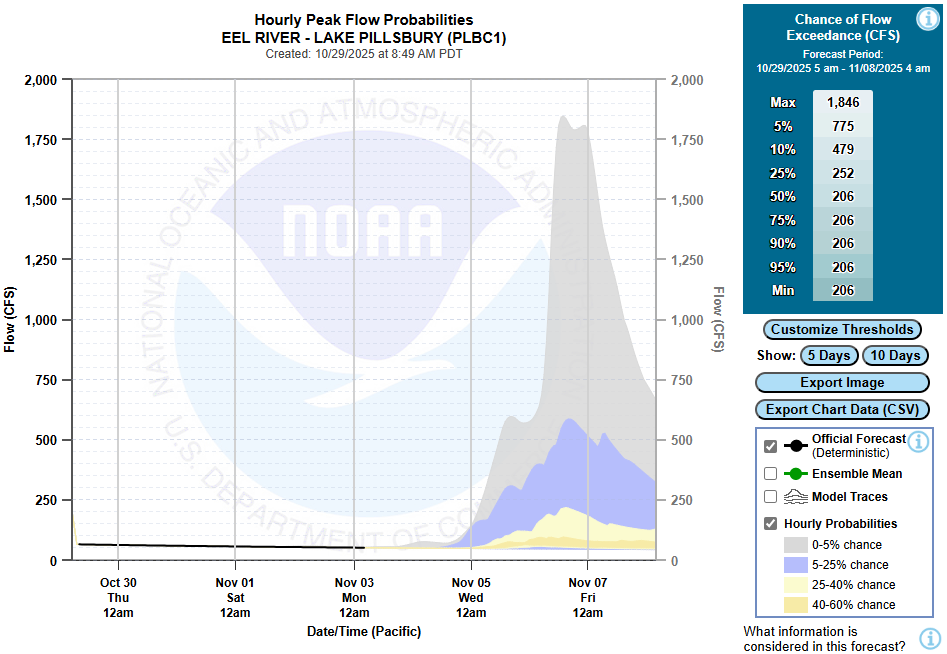 Hourly Peak Flow Probabilities
EEL RIVER - LAKE PILLSBURY (PLBC1)
Created: 10/29/2025 at 8:49 AM PDT
Flow (CFS)
2,000
1,750
1,500
1,250
1,000
750
500
250
0
NATIONAL OCEANIC AND ATMOSPHERIC
NOAA
U.S. DEPARTMENT OF
2,000
1,750
1,500
1,250
1,000
750
500
250
0
Flow (CFS)
Oct 30 Nov 01 Nov 03 Nov 05 Nov 07
Thu Sat Mon Wed Fri
12am 12am 12am 12am 12am
Date/Time (Pacific)
Chance of Flow
Exceedance (CFS)
Forecast Period:
10/29/2025 5 am - 11/08/2025 4 am
Max 1,846
5% 775
10% 479
25% 252
50% 206
75% 206
90% 206
95% 206
Min 206
Customize Thresholds
Show: 5 Days 10 Days
Export Image
Export Chart Data (CSV)
Official Forecast
(Deterministic)
Ensemble Mean
Model Traces
Hourly Probabilities
0-5% chance
5-25% chance
25-40% chance
40-60% chance
What information is
considered in this forecast?